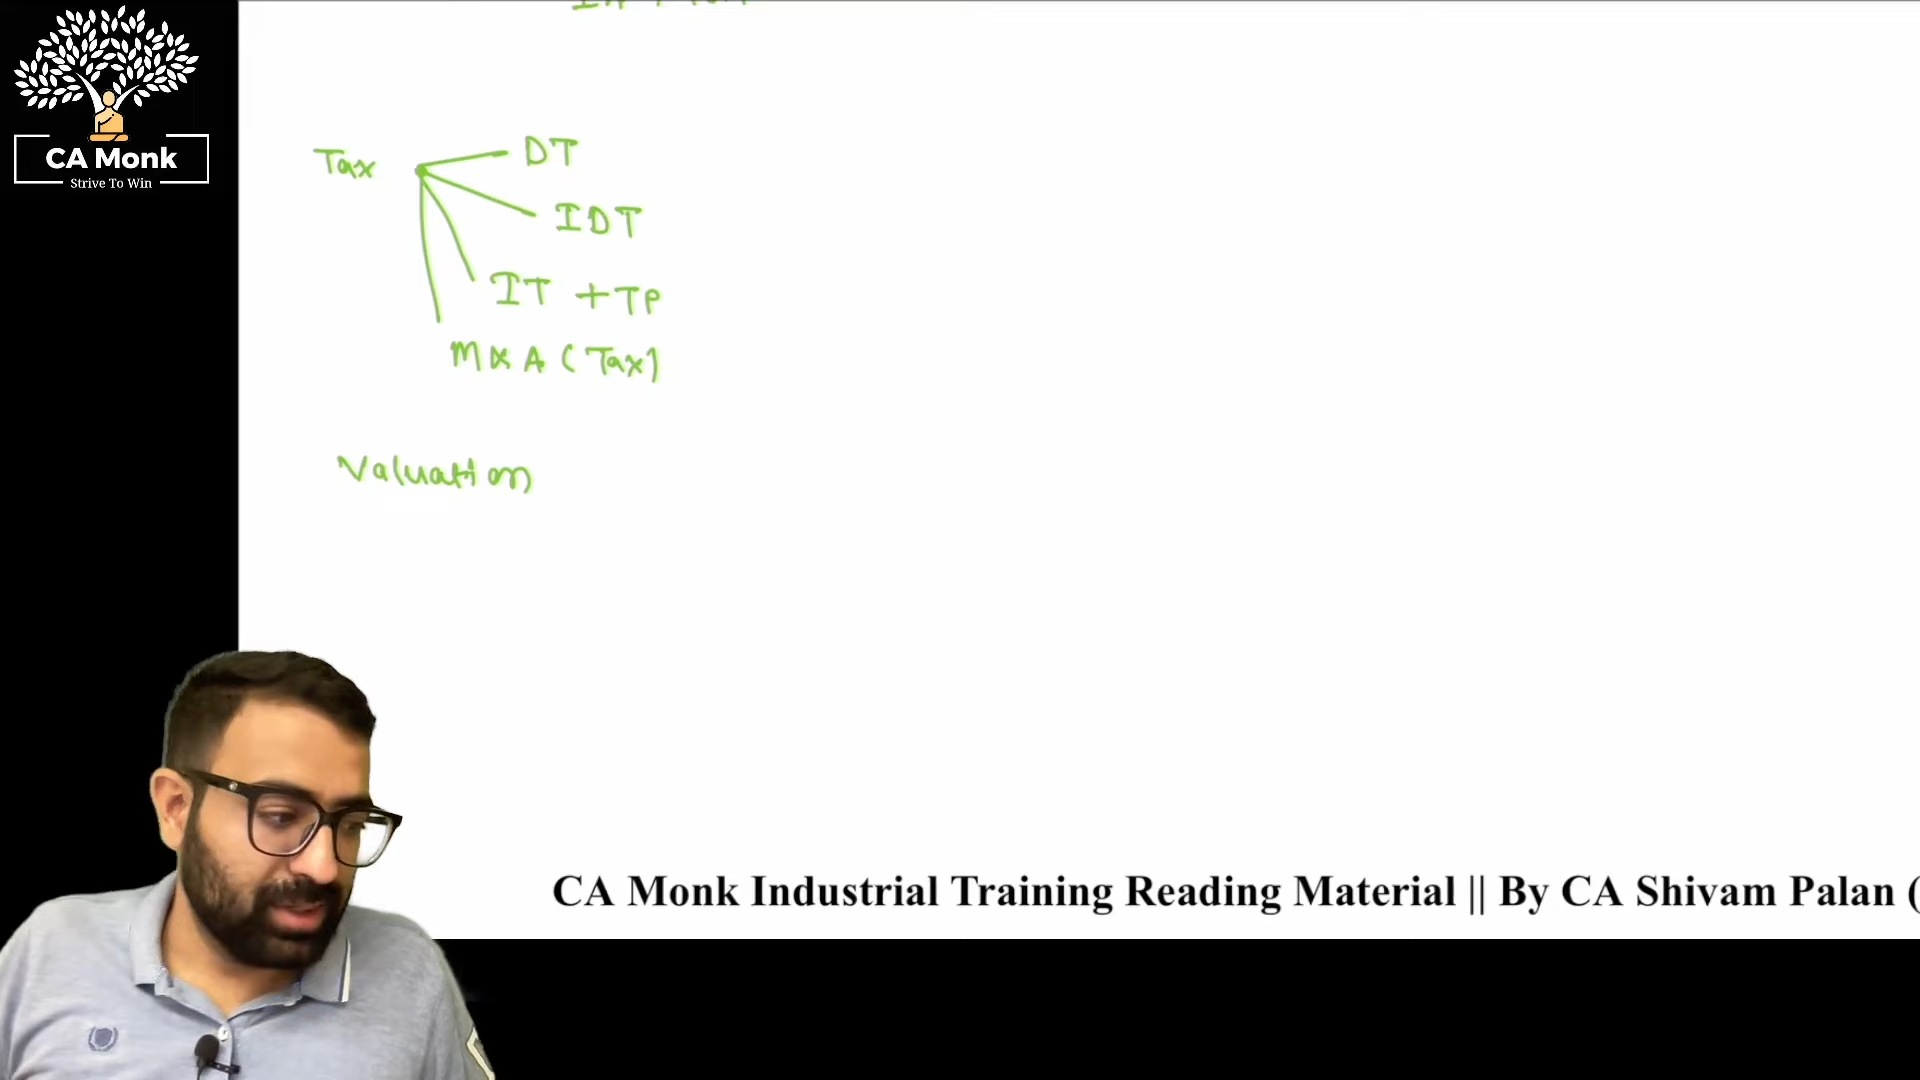 CA Monk
Strive To Win
Tax
DT
IDT
IT + TP
M&A (Tax)
Valuation
CA Monk Industrial Training Reading Material || By CA Shivam Palan (